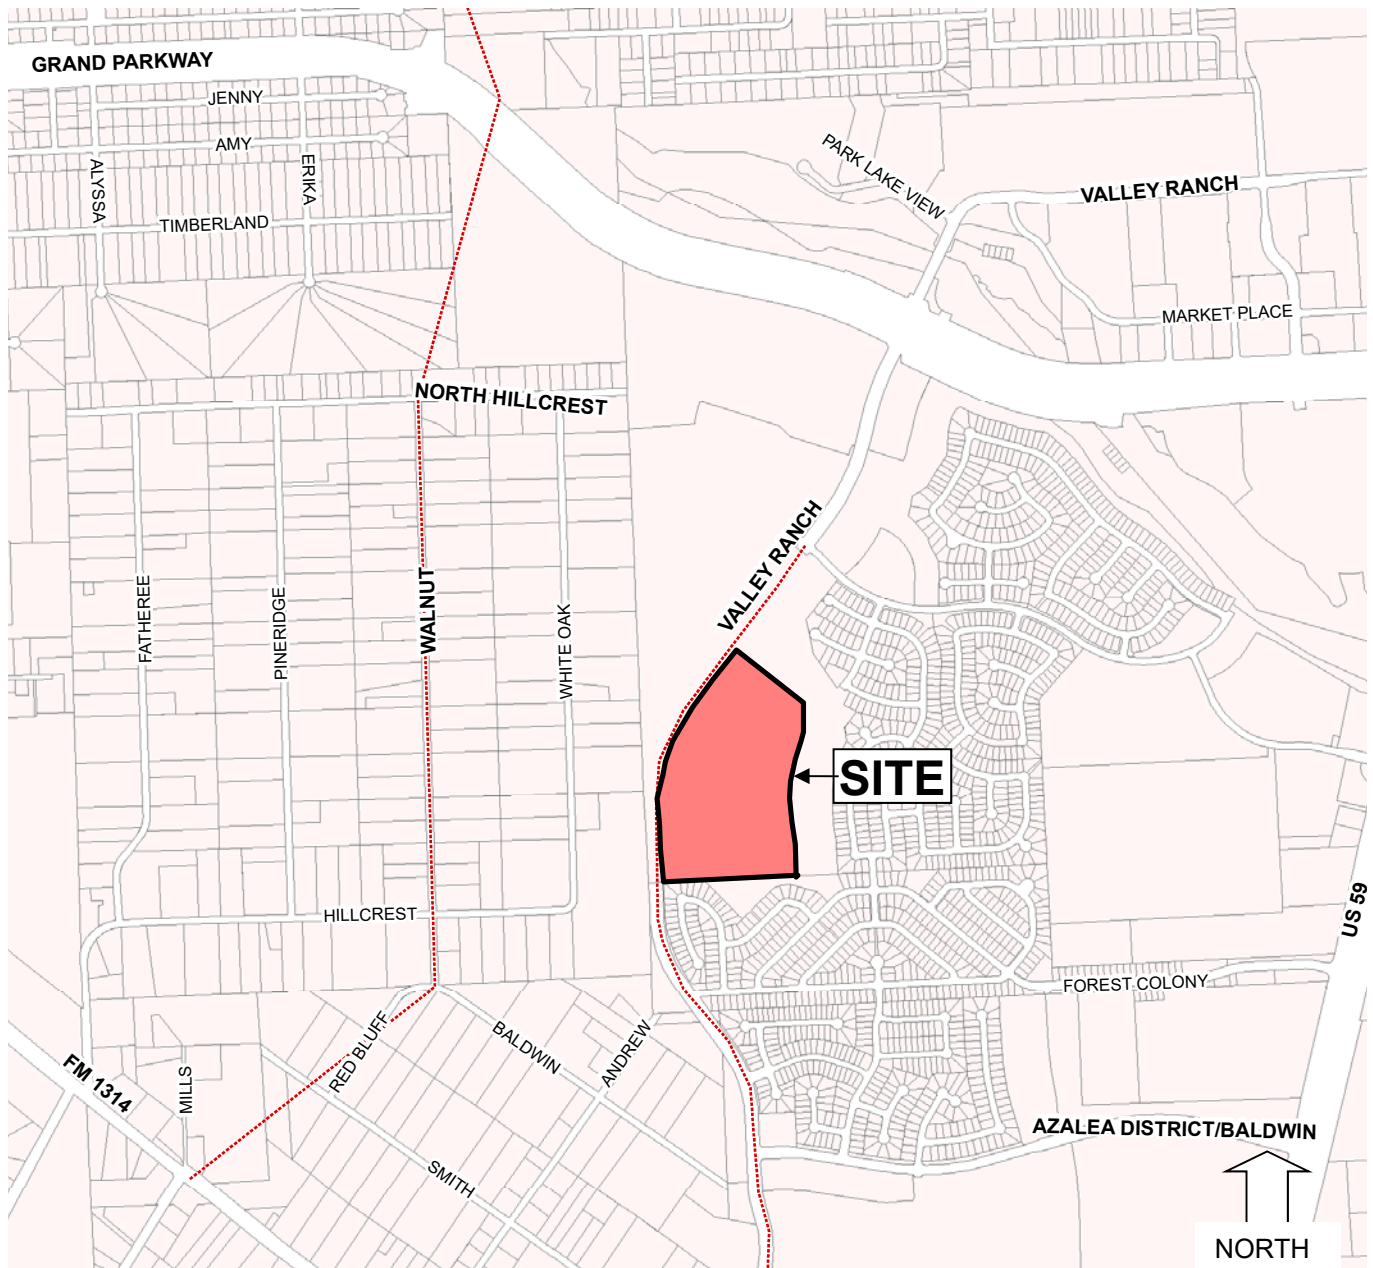 GRAND PARKWAY
JENNY
AMY
ALYSSA
ERIKA
TIMBERLAND
PARK LAKE VIEW
VALLEY RANCH
MARKET PLACE
NORTH HILLCREST
VALLEY RANCH
FATHEREE
PINERIDGE
WALNUT
WHITE OAK
SITE
HILLCREST
US 59
FOREST COLONY
RED BLUFF
BALDWIN
ANDREW
FM 1314
MILLS
SMITH
AZALEA DISTRICT/BALDWIN
NORTH